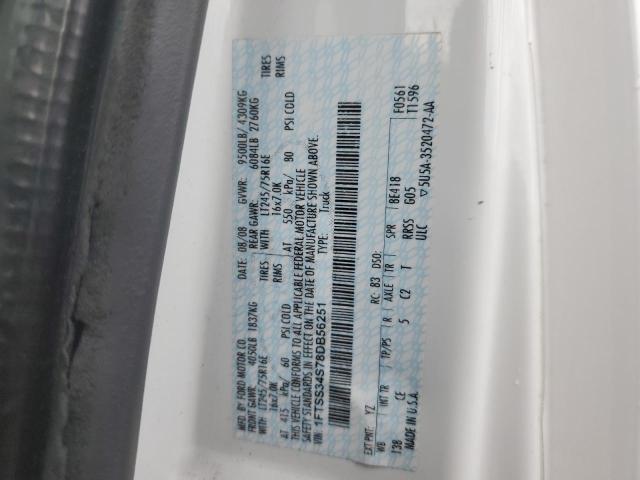 MFD. BY FORD MOTOR CO.
DATE: 08/08 GVWR: 9500LB/ 4309KG
FRONT GAWR: 4050LB 1837KG REAR GAWR: 6084LB 2760KG
WITH LT245/75R16E TIRES WITH LT245/75R16E TIRES
16x7.0K RIMS 16x7.0K RIMS
AT 415 kPa/ 60 PSI COLD AT 550 kPa/ 80 PSI COLD
THIS VEHICLE CONFORMS TO ALL APPLICABLE FEDERAL MOTOR VEHICLE
SAFETY STANDARDS IN EFFECT ON THE DATE OF MANUFACTURE SHOWN ABOVE.
VIN: 1FTSS34S78DB56251 TYPE: Truck
F0561
T1596
EXT PNT: YZ RC: B3 DSO:
WB INT TR TP/PS R AXLE TR SPR BE418
138 CE 5 C2 T RRSS G05
MADE IN U.S.A. ULC ▽5U5A-3520472-AA